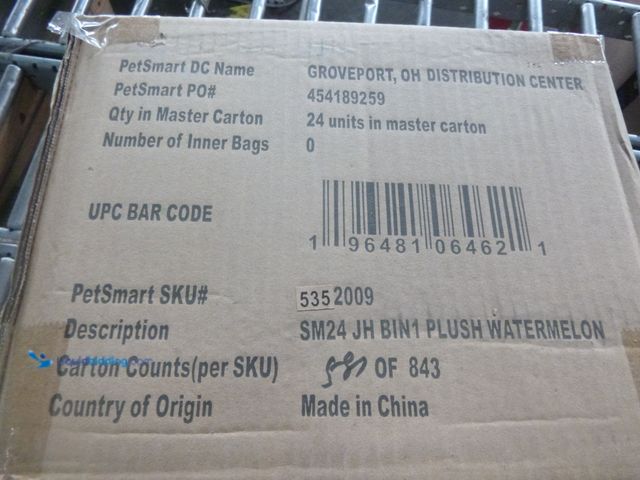 PetSmart DC Name GROVEPORT, OH DISTRIBUTION CENTER
PetSmart PO# 454189259
Qty in Master Carton 24 units in master carton
Number of Inner Bags 0
UPC BAR CODE
1 96481 06462 1
PetSmart SKU# 5352009
Description SM24 JH BIN1 PLUSH WATERMELON
Carton Counts(per SKU) OF 843
Country of Origin Made in China